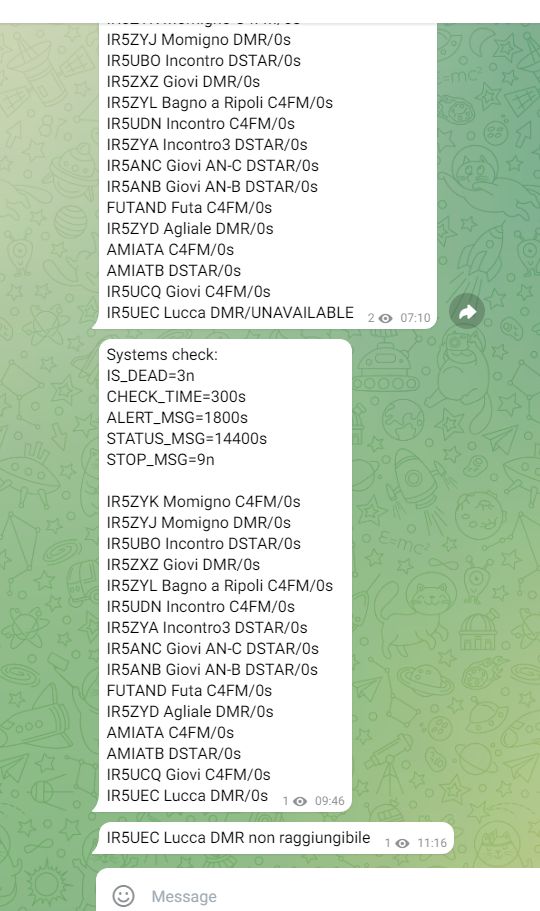 IR5ZYJ Momigno DMR/0s
IR5UBO Incontro DSTAR/0s
IR5ZXZ Giovi DMR/0s
IR5ZYL Bagno a Ripoli C4FM/0s
IR5UDN Incontro C4FM/0s
IR5ZYA Incontro3 DSTAR/0s
IR5ANC Giovi AN-C DSTAR/0s
IR5ANB Giovi AN-B DSTAR/0s
FUTAND Futa C4FM/0s
IR5ZYD Agliale DMR/0s
AMIATA C4FM/0s
AMIATB DSTAR/0s
IR5UCQ Giovi C4FM/0s
IR5UEC Lucca DMR/UNAVAILABLE 2 07:10
Systems check:
IS_DEAD=3n
CHECK_TIME=300s
ALERT_MSG=1800s
STATUS_MSG=14400s
STOP_MSG=9n
IR5ZYK Momigno C4FM/0s
IR5ZYJ Momigno DMR/0s
IR5UBO Incontro DSTAR/0s
IR5ZXZ Giovi DMR/0s
IR5ZYL Bagno a Ripoli C4FM/0s
IR5UDN Incontro C4FM/0s
IR5ZYA Incontro3 DSTAR/0s
IR5ANC Giovi AN-C DSTAR/0s
IR5ANB Giovi AN-B DSTAR/0s
FUTAND Futa C4FM/0s
IR5ZYD Agliale DMR/0s
AMIATA C4FM/0s
AMIATB DSTAR/0s
IR5UCQ Giovi C4FM/0s
IR5UEC Lucca DMR/0s 1 09:46
IR5UEC Lucca DMR non raggiungibile 1 11:16
Message